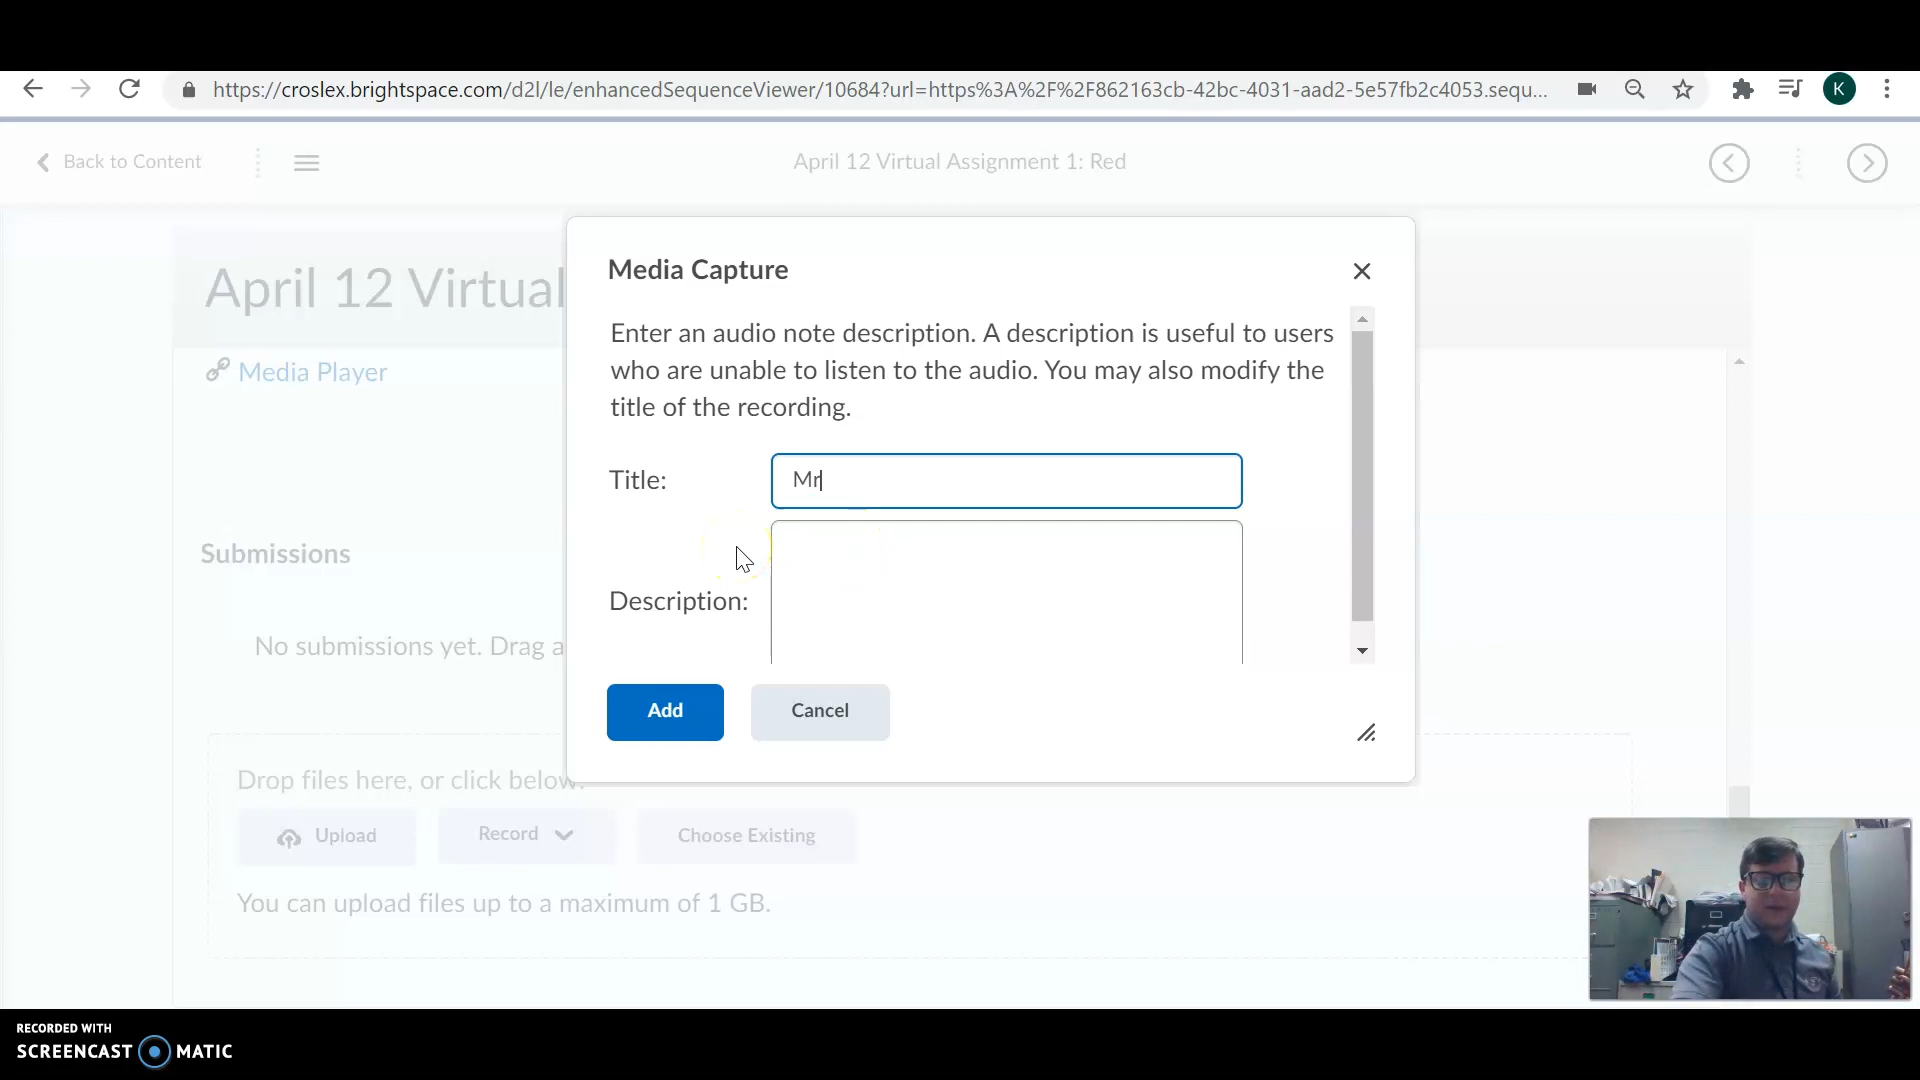 https://croslex.brightspace.com/d2l/le/enhancedSequenceViewer/10684?url=https%3A%2F%2F862163cb-42bc-4031-aad2-5e57fb2c4053.sequ...
K
Back to Content
April 12 Virtual Assignment 1: Red
April 12 Virtual
Media Player
Submissions
No submissions yet. Drag a
Drop files here, or click below.
Upload
Record
Choose Existing
You can upload files up to a maximum of 1 GB.
Media Capture
Enter an audio note description. A description is useful to users
who are unable to listen to the audio. You may also modify the
title of the recording.
Title:
Mr
Description:
Add
Cancel
RECORDED WITH
SCREENCAST MATIC